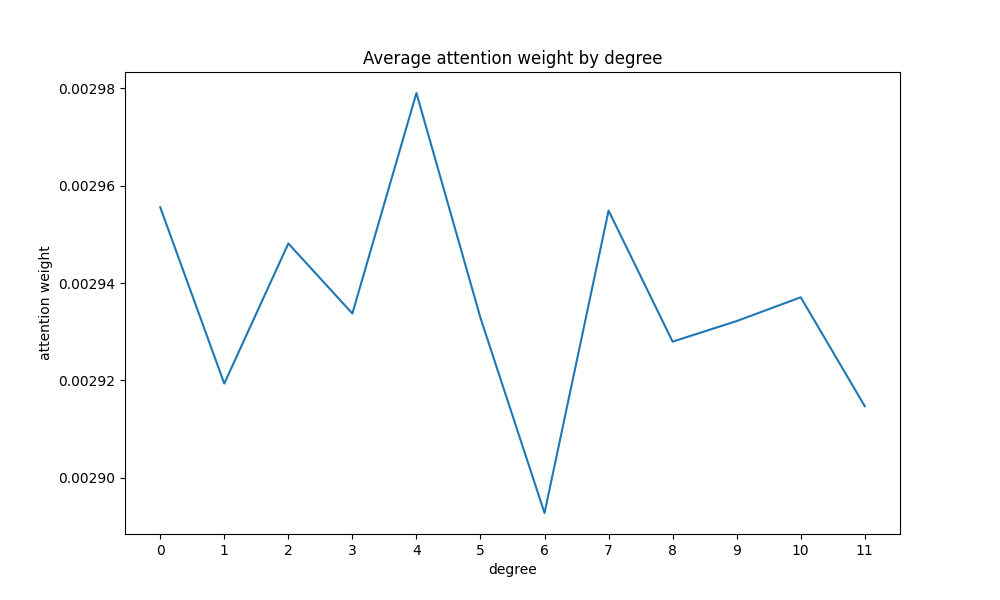 Average attention weight by degree
0.00298
0.00296
0.00294
0.00292
0.00290
attention weight
0 1 2 3 4 5 6 7 8 9 10 11
degree